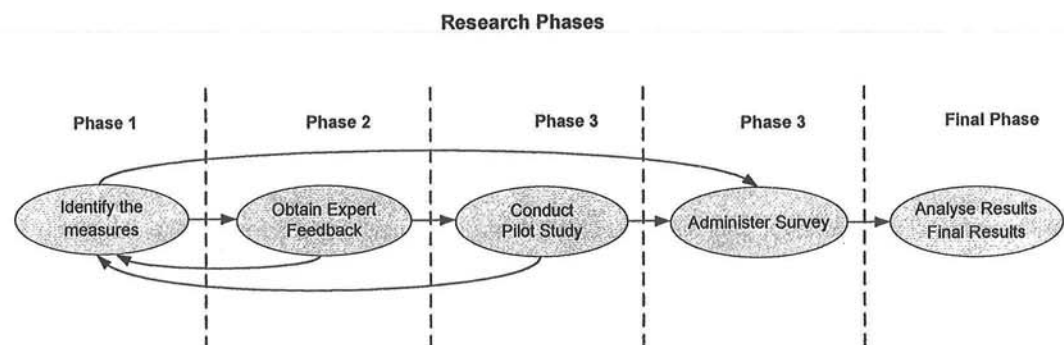 Research Phases
Phase 1
Phase 2
Phase 3
Phase 3
Final Phase
Identify the
measures
Obtain Expert
Feedback
Conduct
Pilot Study
Administer Survey
Analyse Results
Final Results